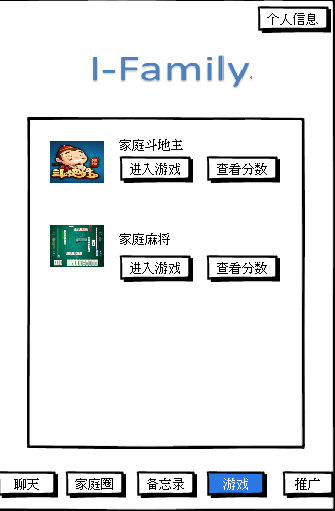 个人信息
I-Family
家庭斗地主
进入游戏
查看分数
家庭麻将
进入游戏
查看分数
聊天
家庭圈
备忘录
游戏
推广